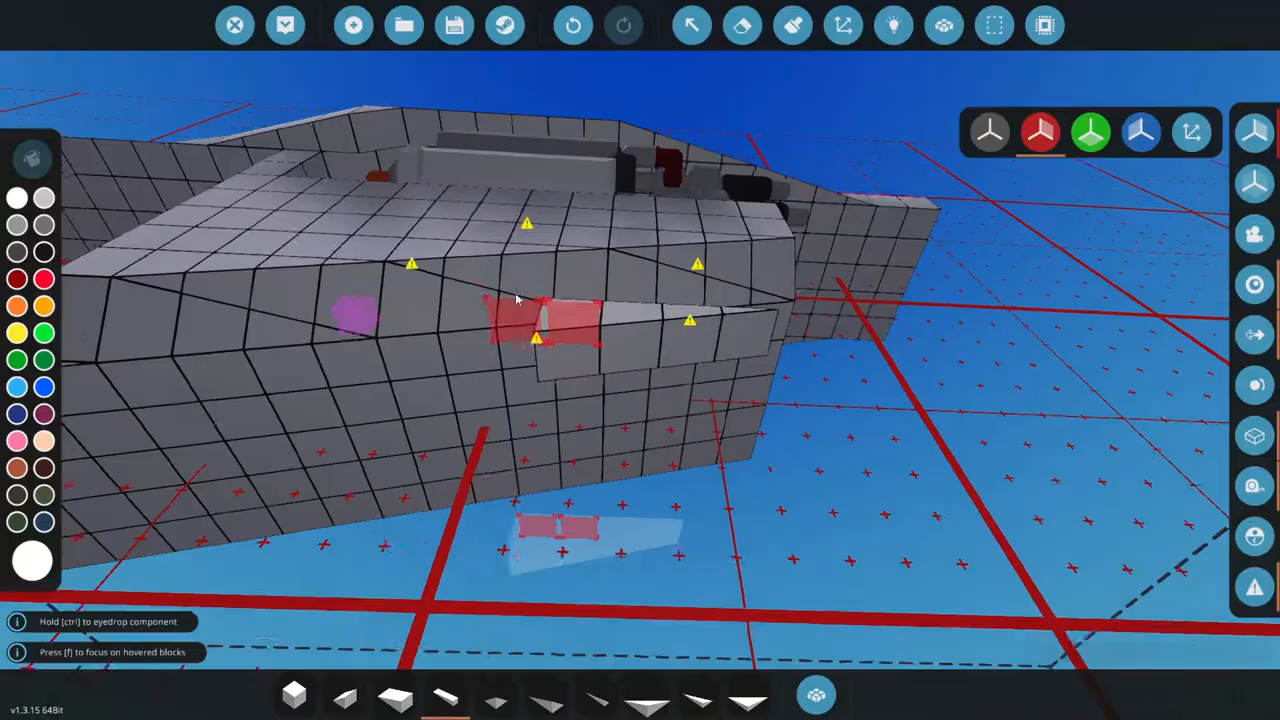 Hold [ctrl] to eyedrop component
Press [f] to focus on hovered blocks
v1.3.15 64Bit